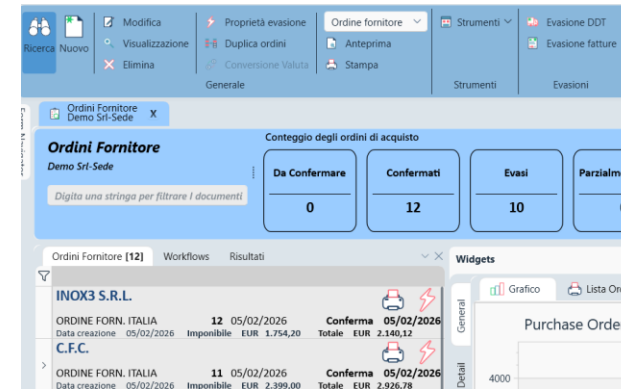 Ricerca
Nuovo
Modifica
Visualizzazione
Elimina
Proprietà evasione
Duplica ordini
Conversione Valuta
Generale
Ordine fornitore
Anteprima
Stampa
Strumenti
Strumenti
Evasione DDT
Evasione fatture
Evasioni
Form Navigator
Ordini Fornitore
Demo Srl-Sede
X
Ordini Fornitore
Demo Srl-Sede
Digita una stringa per filtrare I documenti
Conteggio degli ordini di acquisto
Da Confermare
0
Confermati
12
Evasi
10
Parzialm
Ordini Fornitore [12]
Workflows
Risultati
INOX3 S.R.L.
ORDINE FORN. ITALIA 12 05/02/2026 Conferma 05/02/2026
Data creazione 05/02/2026 Imponibile EUR 1.754,20 Totale EUR 2.140,12
C.F.C.
ORDINE FORN. ITALIA 11 05/02/2026 Conferma 05/02/2026
Data creazione 05/02/2026 Imponibile EUR 2.399,00 Totale EUR 2.926,78
Widgets
General
Detail
Grafico
Lista Or
Purchase Orde
4000